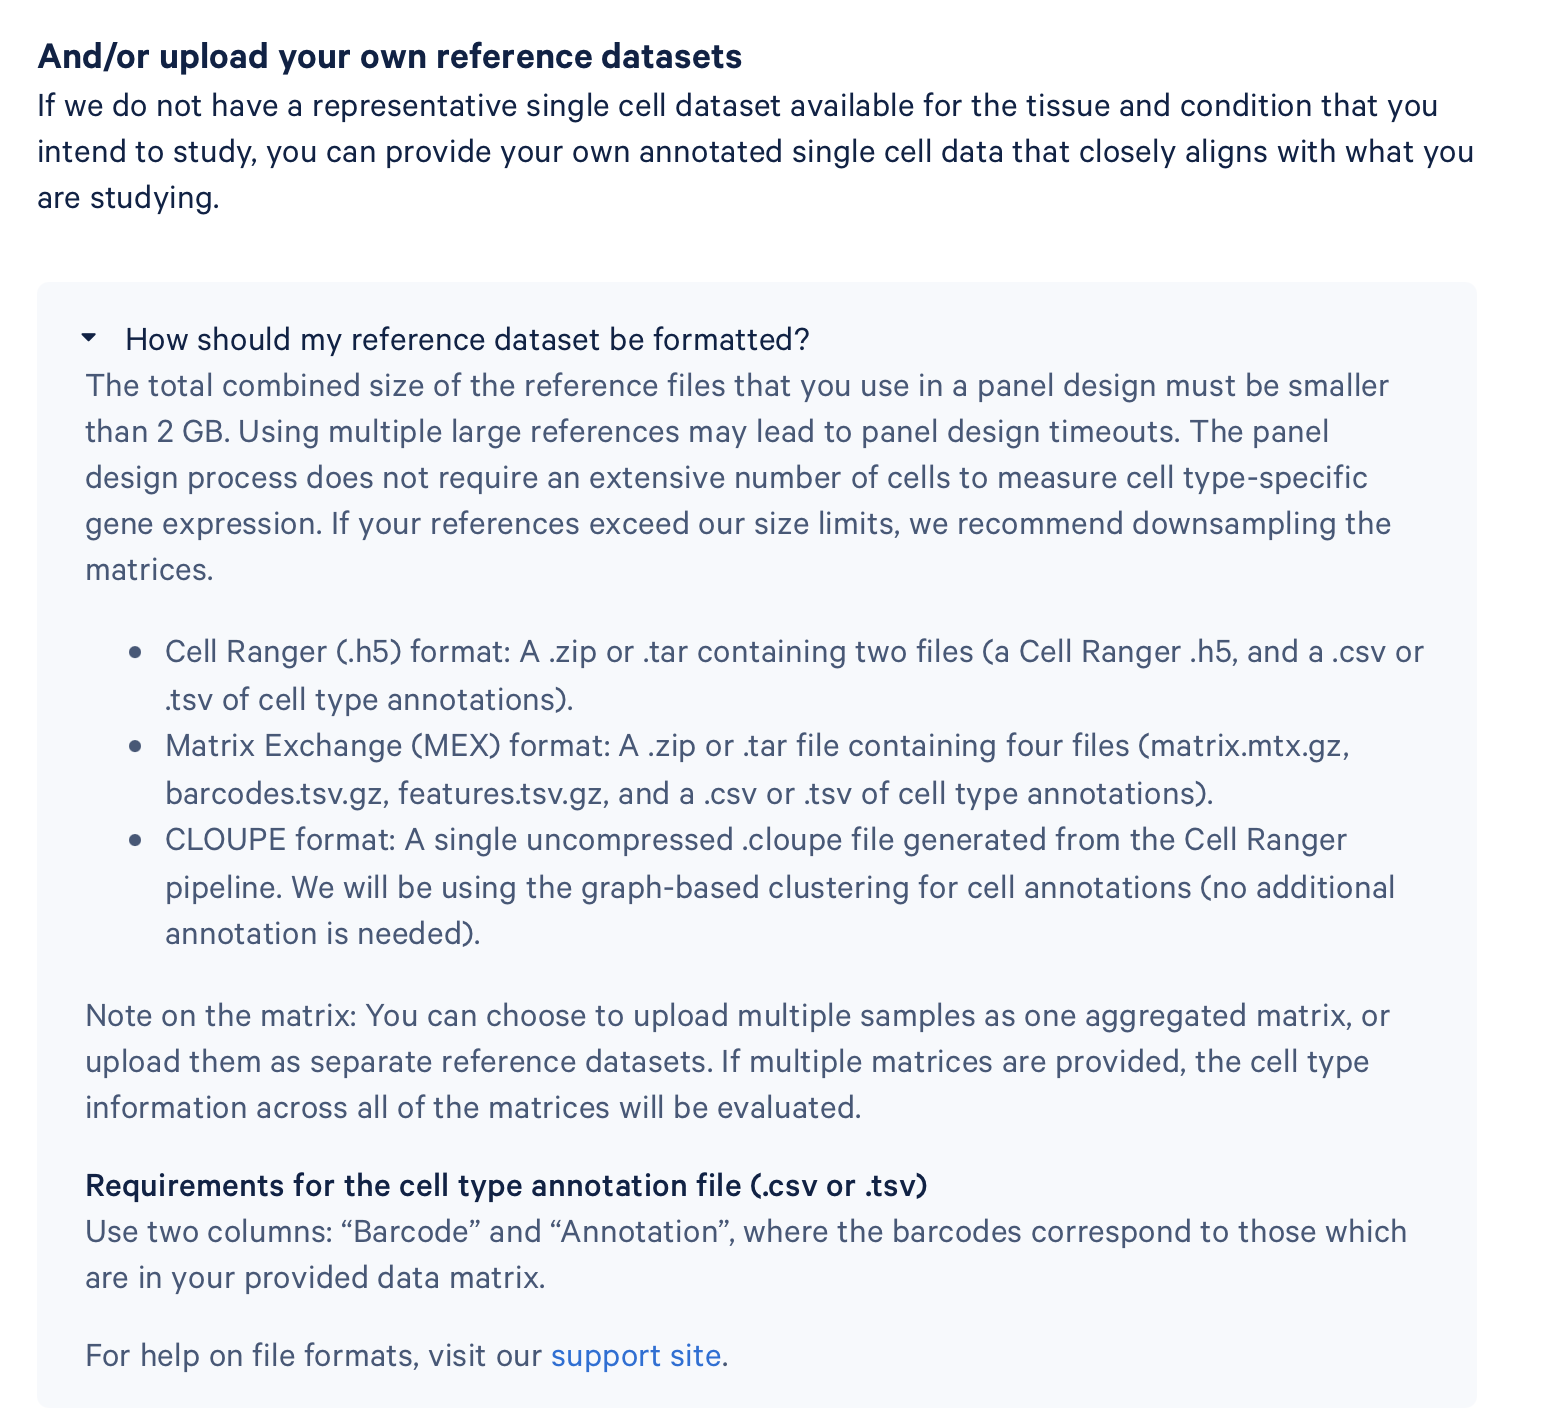 And/or upload your own reference datasets
If we do not have a representative single cell dataset available for the tissue and condition that you
intend to study, you can provide your own annotated single cell data that closely aligns with what you
are studying.
How should my reference dataset be formatted?
The total combined size of the reference files that you use in a panel design must be smaller
than 2 GB. Using multiple large references may lead to panel design timeouts. The panel
design process does not require an extensive number of cells to measure cell type-specific
gene expression. If your references exceed our size limits, we recommend downsampling the
matrices.
• Cell Ranger (.h5) format: A .zip or .tar containing two files (a Cell Ranger .h5, and a .csv or
.tsv of cell type annotations).
• Matrix Exchange (MEX) format: A .zip or .tar file containing four files (matrix.mtx.gz,
barcodes.tsv.gz, features.tsv.gz, and a .csv or .tsv of cell type annotations).
• CLOUPE format: A single uncompressed .cloupe file generated from the Cell Ranger
pipeline. We will be using the graph-based clustering for cell annotations (no additional
annotation is needed).
Note on the matrix: You can choose to upload multiple samples as one aggregated matrix, or
upload them as separate reference datasets. If multiple matrices are provided, the cell type
information across all of the matrices will be evaluated.
Requirements for the cell type annotation file (.csv or .tsv)
Use two columns: “Barcode” and “Annotation”, where the barcodes correspond to those which
are in your provided data matrix.
For help on file formats, visit our support site.